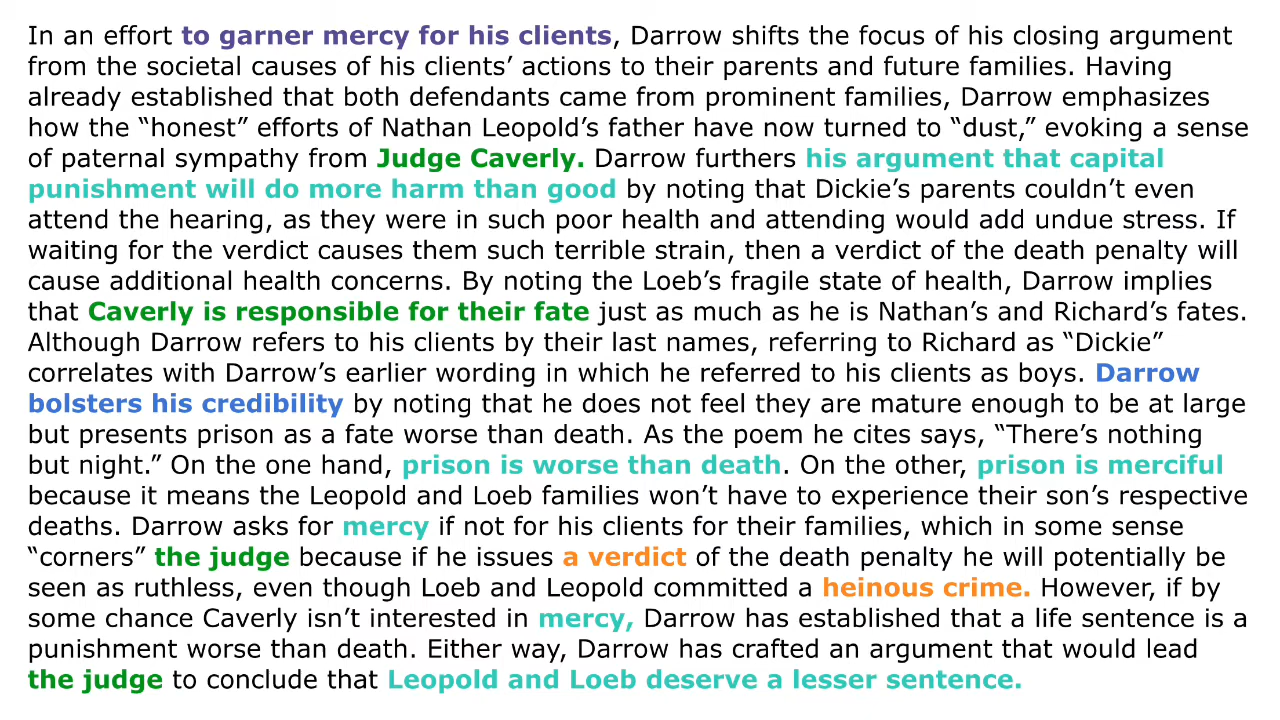 In an effort to garner mercy for his clients, Darrow shifts the focus of his closing argument
from the societal causes of his clients’ actions to their parents and future families. Having
already established that both defendants came from prominent families, Darrow emphasizes
how the “honest” efforts of Nathan Leopold’s father have now turned to “dust,” evoking a sense
of paternal sympathy from Judge Caverly. Darrow furthers his argument that capital
punishment will do more harm than good by noting that Dickie’s parents couldn’t even
attend the hearing, as they were in such poor health and attending would add undue stress. If
waiting for the verdict causes them such terrible strain, then a verdict of the death penalty will
cause additional health concerns. By noting the Loeb’s fragile state of health, Darrow implies
that Caverly is responsible for their fate just as much as he is Nathan’s and Richard’s fates.
Although Darrow refers to his clients by their last names, referring to Richard as “Dickie”
correlates with Darrow’s earlier wording in which he referred to his clients as boys. Darrow
bolsters his credibility by noting that he does not feel they are mature enough to be at large
but presents prison as a fate worse than death. As the poem he cites says, “There’s nothing
but night.” On the one hand, prison is worse than death. On the other, prison is merciful
because it means the Leopold and Loeb families won’t have to experience their son’s respective
deaths. Darrow asks for mercy if not for his clients for their families, which in some sense
“corners” the judge because if he issues a verdict of the death penalty he will potentially be
seen as ruthless, even though Loeb and Leopold committed a heinous crime. However, if by
some chance Caverly isn’t interested in mercy, Darrow has established that a life sentence is a
punishment worse than death. Either way, Darrow has crafted an argument that would lead
the judge to conclude that Leopold and Loeb deserve a lesser sentence.